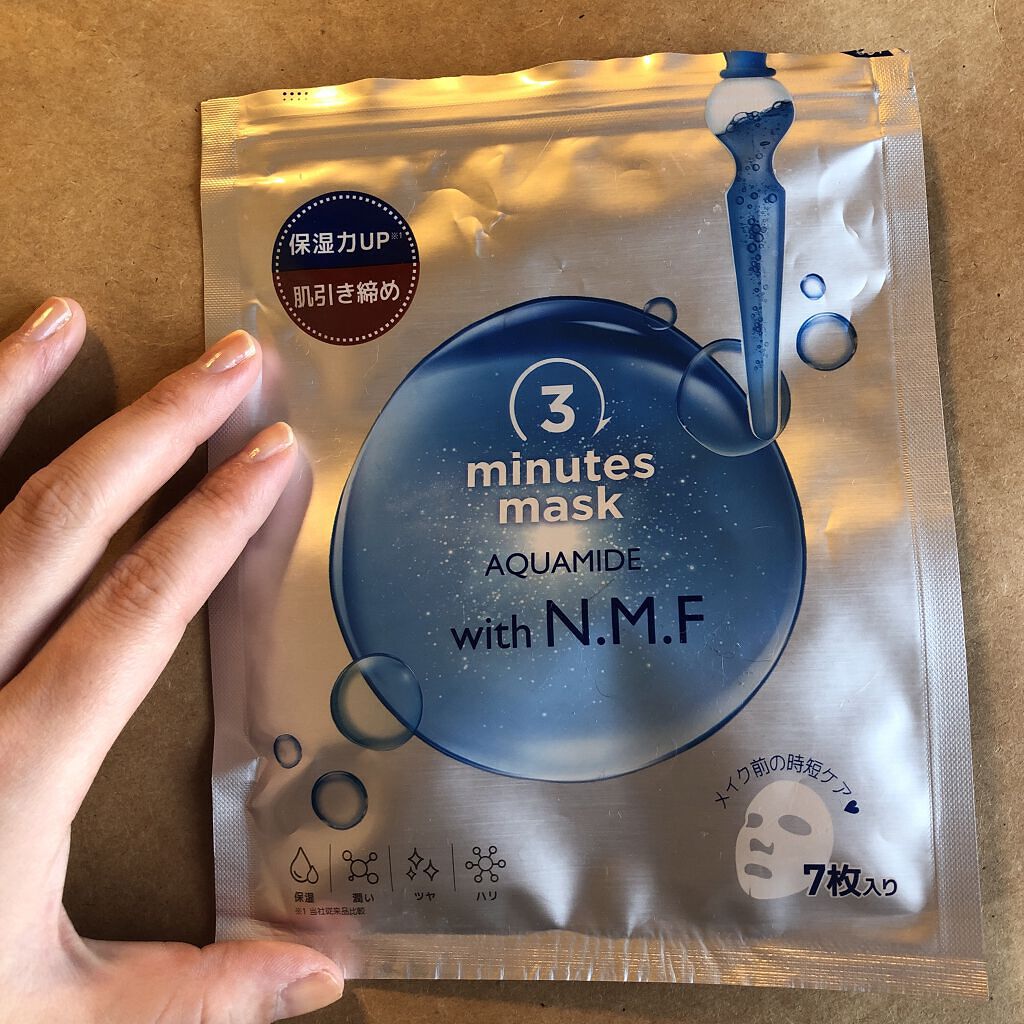 保湿力UP※1
肌引き締め
3
minutes
mask
AQUAMIDE
with N.M.F
メイク前の時短ケア♥
7枚入り
保湿
潤い
ツヤ
ハリ
※1 当社従来品比較